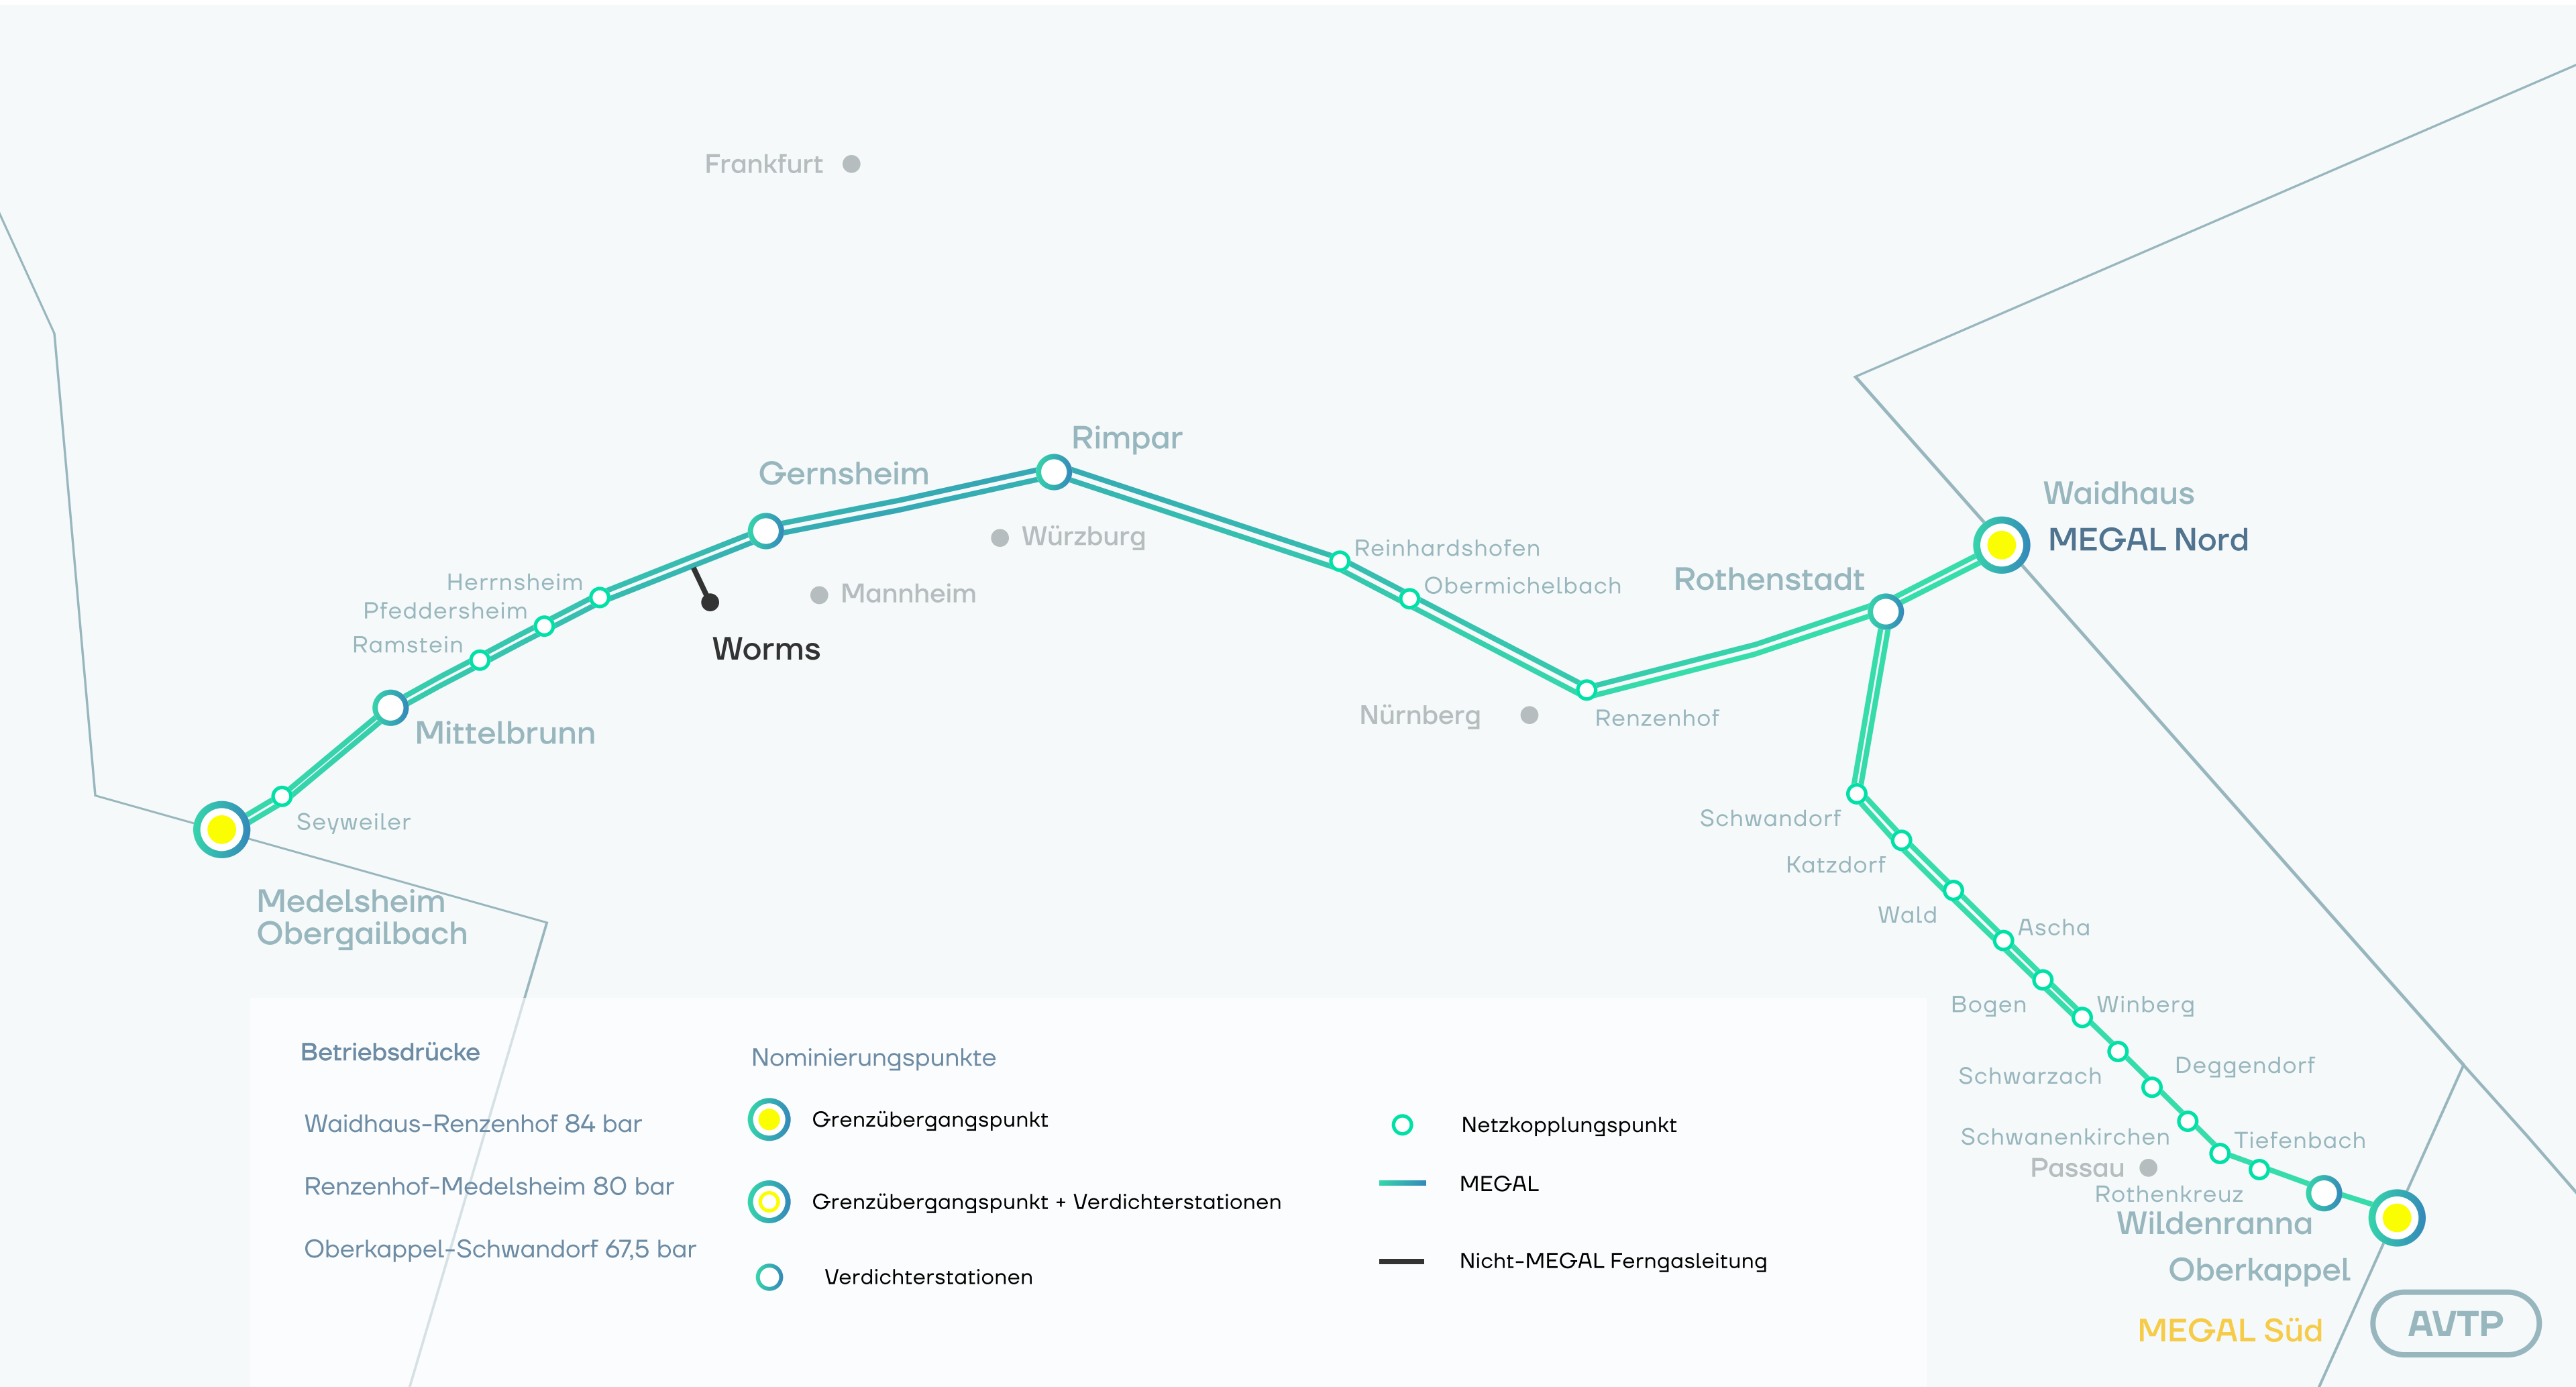 Frankfurt
Rimpar
Gernsheim
Würzburg
Mannheim
Herrnsheim
Pfeddersheim
Ramstein
Worms
Mittelbrunn
Seyweiler
Medelsheim
Obergailbach
Reinhardshofen
Obermichelbach
Nürnberg
Renzenhof
Waidhaus
MEGAL Nord
Rothenstadt
Schwandorf
Katzdorf
Wald
Ascha
Bogen
Winberg
Schwarzach
Deggendorf
Schwanenkirchen
Tiefenbach
Passau
Rothenkreuz
Wildenranna
Oberkappel
MEGAL Süd
AVTP
Betriebsdrücke
Waidhaus-Renzenhof 84 bar
Renzenhof-Medelsheim 80 bar
Oberkappel-Schwandorf 67,5 bar
Nominierungspunkte
Grenzübergangspunkt
Grenzübergangspunkt + Verdichterstationen
Verdichterstationen
Netzkopplungspunkt
MEGAL
Nicht-MEGAL Ferngasleitung